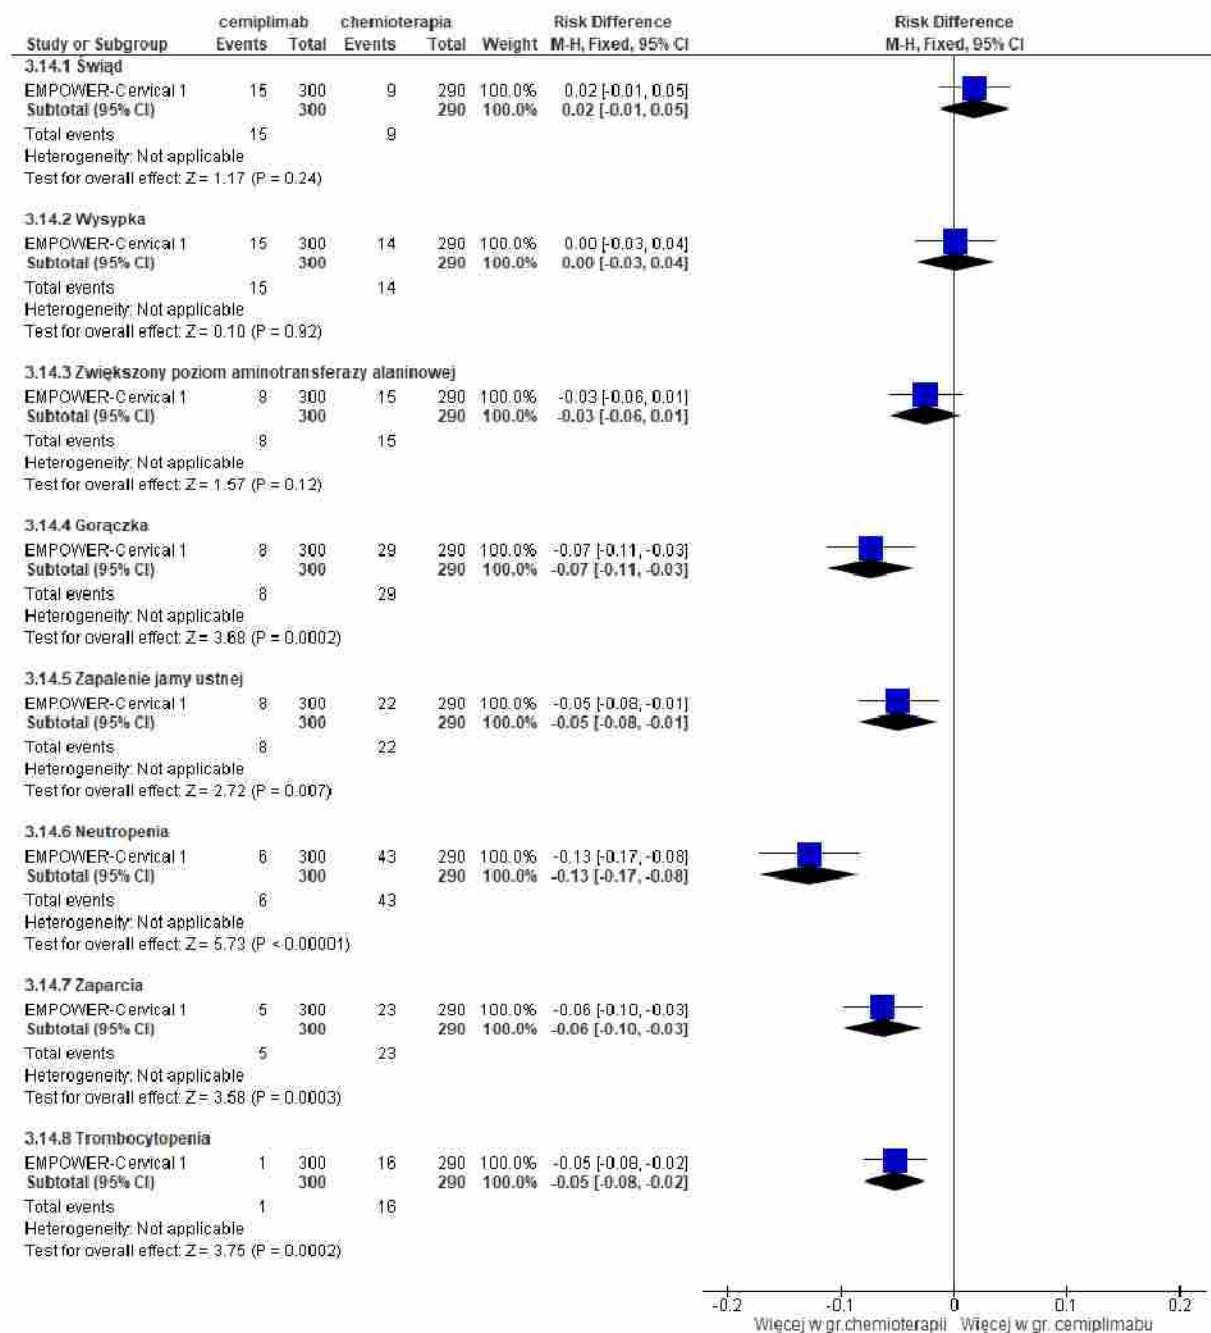 cemiplimab chemioterapia Risk Difference Risk Difference
Study or Subgroup Events Total Events Total Weight M-H, Fixed, 95% CI M-H, Fixed, 95% CI
3.14.1 Świąd
EMPOWER-Cervical 1 15 300 9 290 100.0% 0.02 [-0.01, 0.05]
Subtotal (95% CI) 300 290 100.0% 0.02 [-0.01, 0.05]
Total events 15 9
Heterogeneity: Not applicable
Test for overall effect: Z = 1.17 (P = 0.24)
3.14.2 Wysypka
EMPOWER-Cervical 1 15 300 14 290 100.0% 0.00 [-0.03, 0.04]
Subtotal (95% CI) 300 290 100.0% 0.00 [-0.03, 0.04]
Total events 15 14
Heterogeneity: Not applicable
Test for overall effect: Z = 0.10 (P = 0.92)
3.14.3 Zwiększony poziom aminotransferazy alaninowej
EMPOWER-Cervical 1 8 300 15 290 100.0% -0.03 [-0.06, 0.01]
Subtotal (95% CI) 300 290 100.0% -0.03 [-0.06, 0.01]
Total events 8 15
Heterogeneity: Not applicable
Test for overall effect: Z = 1.57 (P = 0.12)
3.14.4 Gorączka
EMPOWER-Cervical 1 8 300 29 290 100.0% -0.07 [-0.11, -0.03]
Subtotal (95% CI) 300 290 100.0% -0.07 [-0.11, -0.03]
Total events 8 29
Heterogeneity: Not applicable
Test for overall effect: Z = 3.68 (P = 0.0002)
3.14.5 Zapalenie jamy ustnej
EMPOWER-Cervical 1 8 300 22 290 100.0% -0.05 [-0.08, -0.01]
Subtotal (95% CI) 300 290 100.0% -0.05 [-0.08, -0.01]
Total events 8 22
Heterogeneity: Not applicable
Test for overall effect: Z = 2.72 (P = 0.007)
3.14.6 Neutropenia
EMPOWER-Cervical 1 6 300 43 290 100.0% -0.13 [-0.17, -0.08]
Subtotal (95% CI) 300 290 100.0% -0.13 [-0.17, -0.08]
Total events 6 43
Heterogeneity: Not applicable
Test for overall effect: Z = 5.73 (P < 0.00001)
3.14.7 Zaparcia
EMPOWER-Cervical 1 5 300 23 290 100.0% -0.06 [-0.10, -0.03]
Subtotal (95% CI) 300 290 100.0% -0.06 [-0.10, -0.03]
Total events 5 23
Heterogeneity: Not applicable
Test for overall effect: Z = 3.58 (P = 0.0003)
3.14.8 Trombocytopenia
EMPOWER-Cervical 1 1 300 16 290 100.0% -0.05 [-0.08, -0.02]
Subtotal (95% CI) 300 290 100.0% -0.05 [-0.08, -0.02]
Total events 1 16
Heterogeneity: Not applicable
Test for overall effect: Z = 3.75 (P = 0.0002)
-0.2 -0.1 0 0.1 0.2
Więcej w gr.chemioterapii Więcej w gr. cemiplimabu